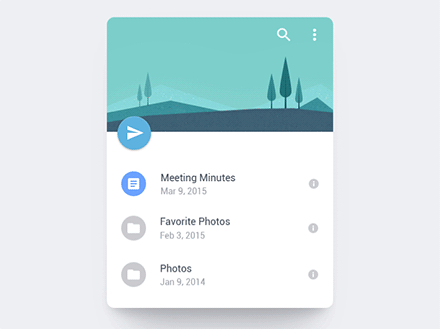 Meeting Minutes
Mar 9, 2015
Favorite Photos
Feb 3, 2015
Photos
Jan 9, 2014